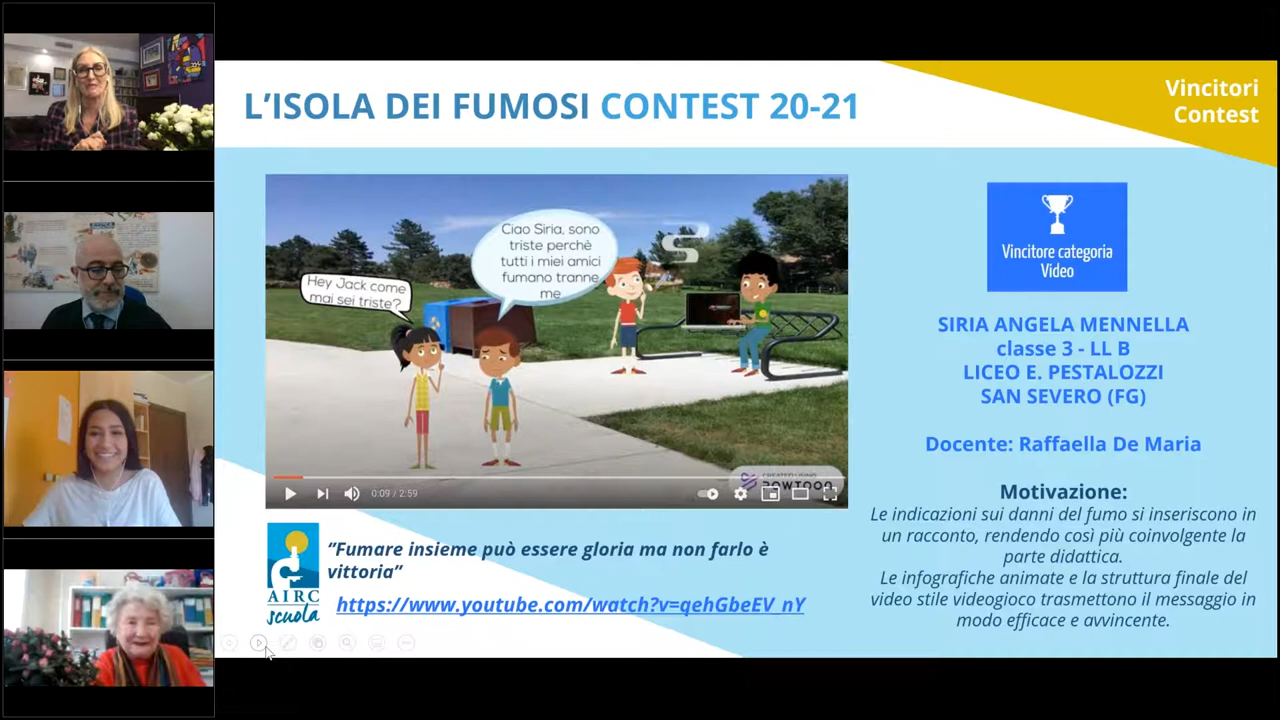 L'ISOLA DEI FUMOSI CONTEST 20-21
Vincitori
Contest
Hey Jack come
mai sei triste?
Ciao Siria, sono
triste perchè
tutti i miei amici
fumano tranne
me
0:09 / 2:59
CREATED USING
POWTOON
Vincitore categoria
Video
SIRIA ANGELA MENNELLA
classe 3 - LL B
LICEO E. PESTALOZZI
SAN SEVERO (FG)
Docente: Raffaella De Maria
Motivazione:
Le indicazioni sui danni del fumo si inseriscono in
un racconto, rendendo così più coinvolgente la
parte didattica.
Le infografiche animate e la struttura finale del
video stile videogioco trasmettono il messaggio in
modo efficace e avvincente.
AIRC
scuola
“Fumare insieme può essere gloria ma non farlo è
vittoria”
https://www.youtube.com/watch?v=qehGbeEV_nY